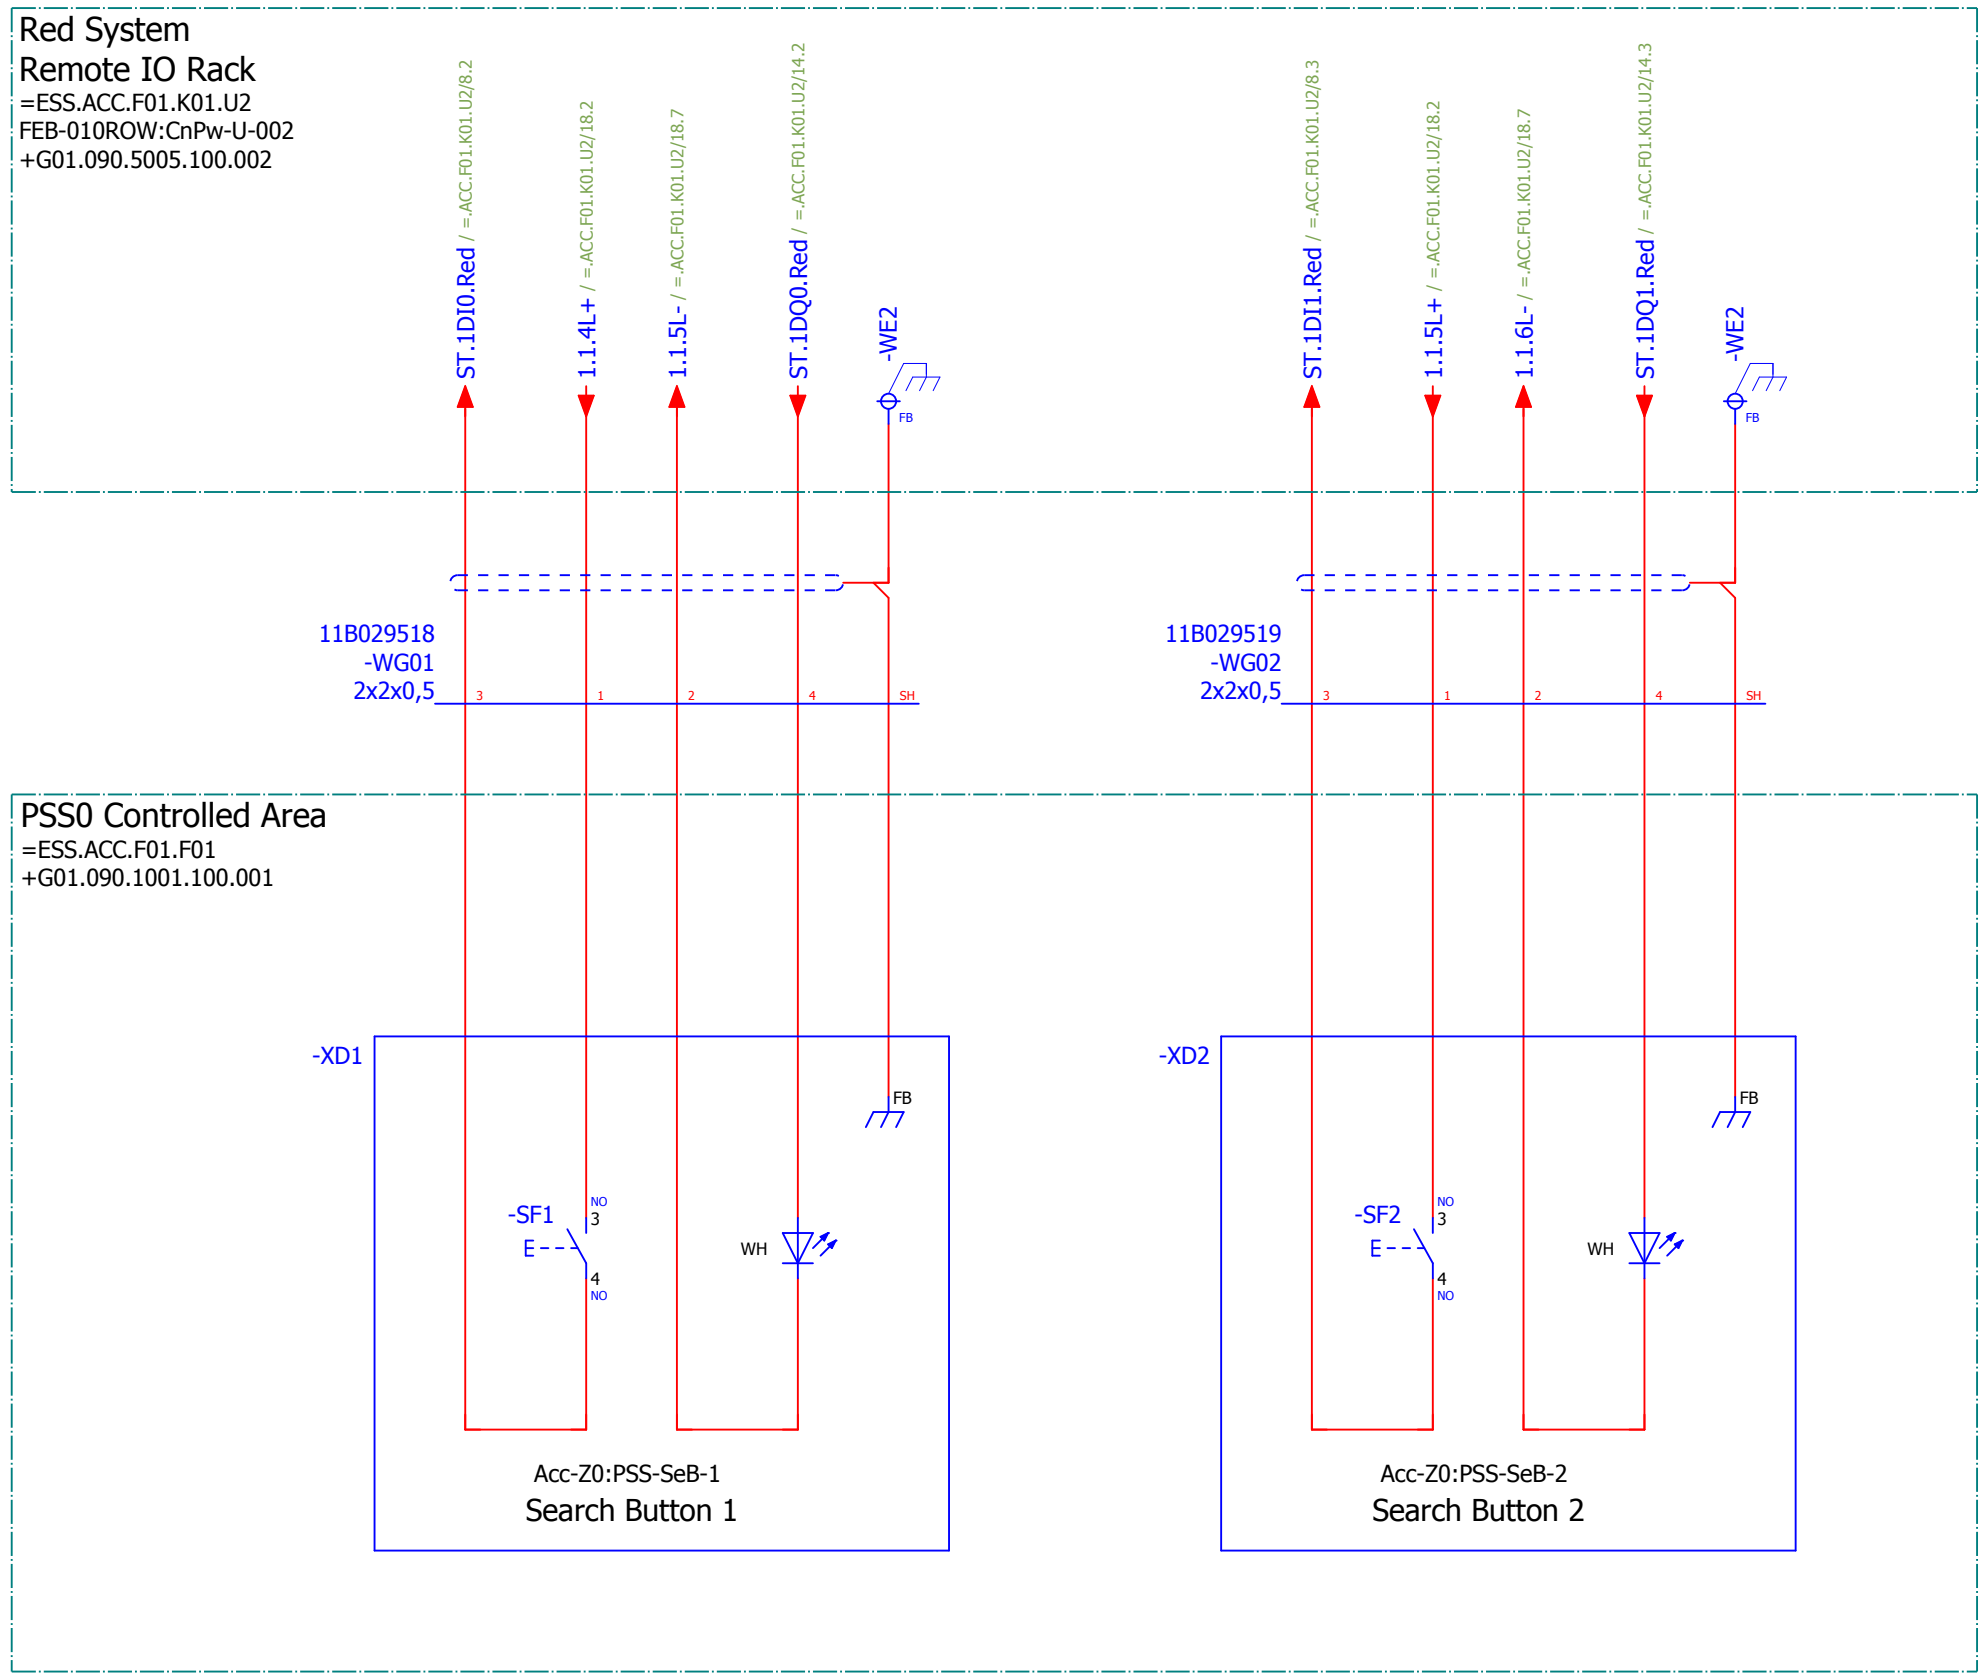 Red System
Remote IO Rack
=ESS.ACC.F01.K01.U2
FEB-010ROW:CnPw-U-002
+G01.090.5005.100.002
ST.1DI0.Red / =.ACC.F01.K01.U2/8.2
1.1.4L+ / =.ACC.F01.K01.U2/18.2
1.1.5L- / =.ACC.F01.K01.U2/18.7
ST.1DQ0.Red / =.ACC.F01.K01.U2/14.2
-WE2
FB
ST.1DI1.Red / =.ACC.F01.K01.U2/8.3
1.1.5L+ / =.ACC.F01.K01.U2/18.2
1.1.6L- / =.ACC.F01.K01.U2/18.7
ST.1DQ1.Red / =.ACC.F01.K01.U2/14.3
-WE2
FB
11B029518
-WG01
2x2x0,5
3 1 2 4 SH
11B029519
-WG02
2x2x0,5
3 1 2 4 SH
PSS0 Controlled Area
=ESS.ACC.F01.F01
+G01.090.1001.100.001
-XD1
FB
NO
-SF1
3
E
4
NO
WH
Acc-Z0:PSS-SeB-1
Search Button 1
-XD2
FB
NO
-SF2
3
E
4
NO
WH
Acc-Z0:PSS-SeB-2
Search Button 2